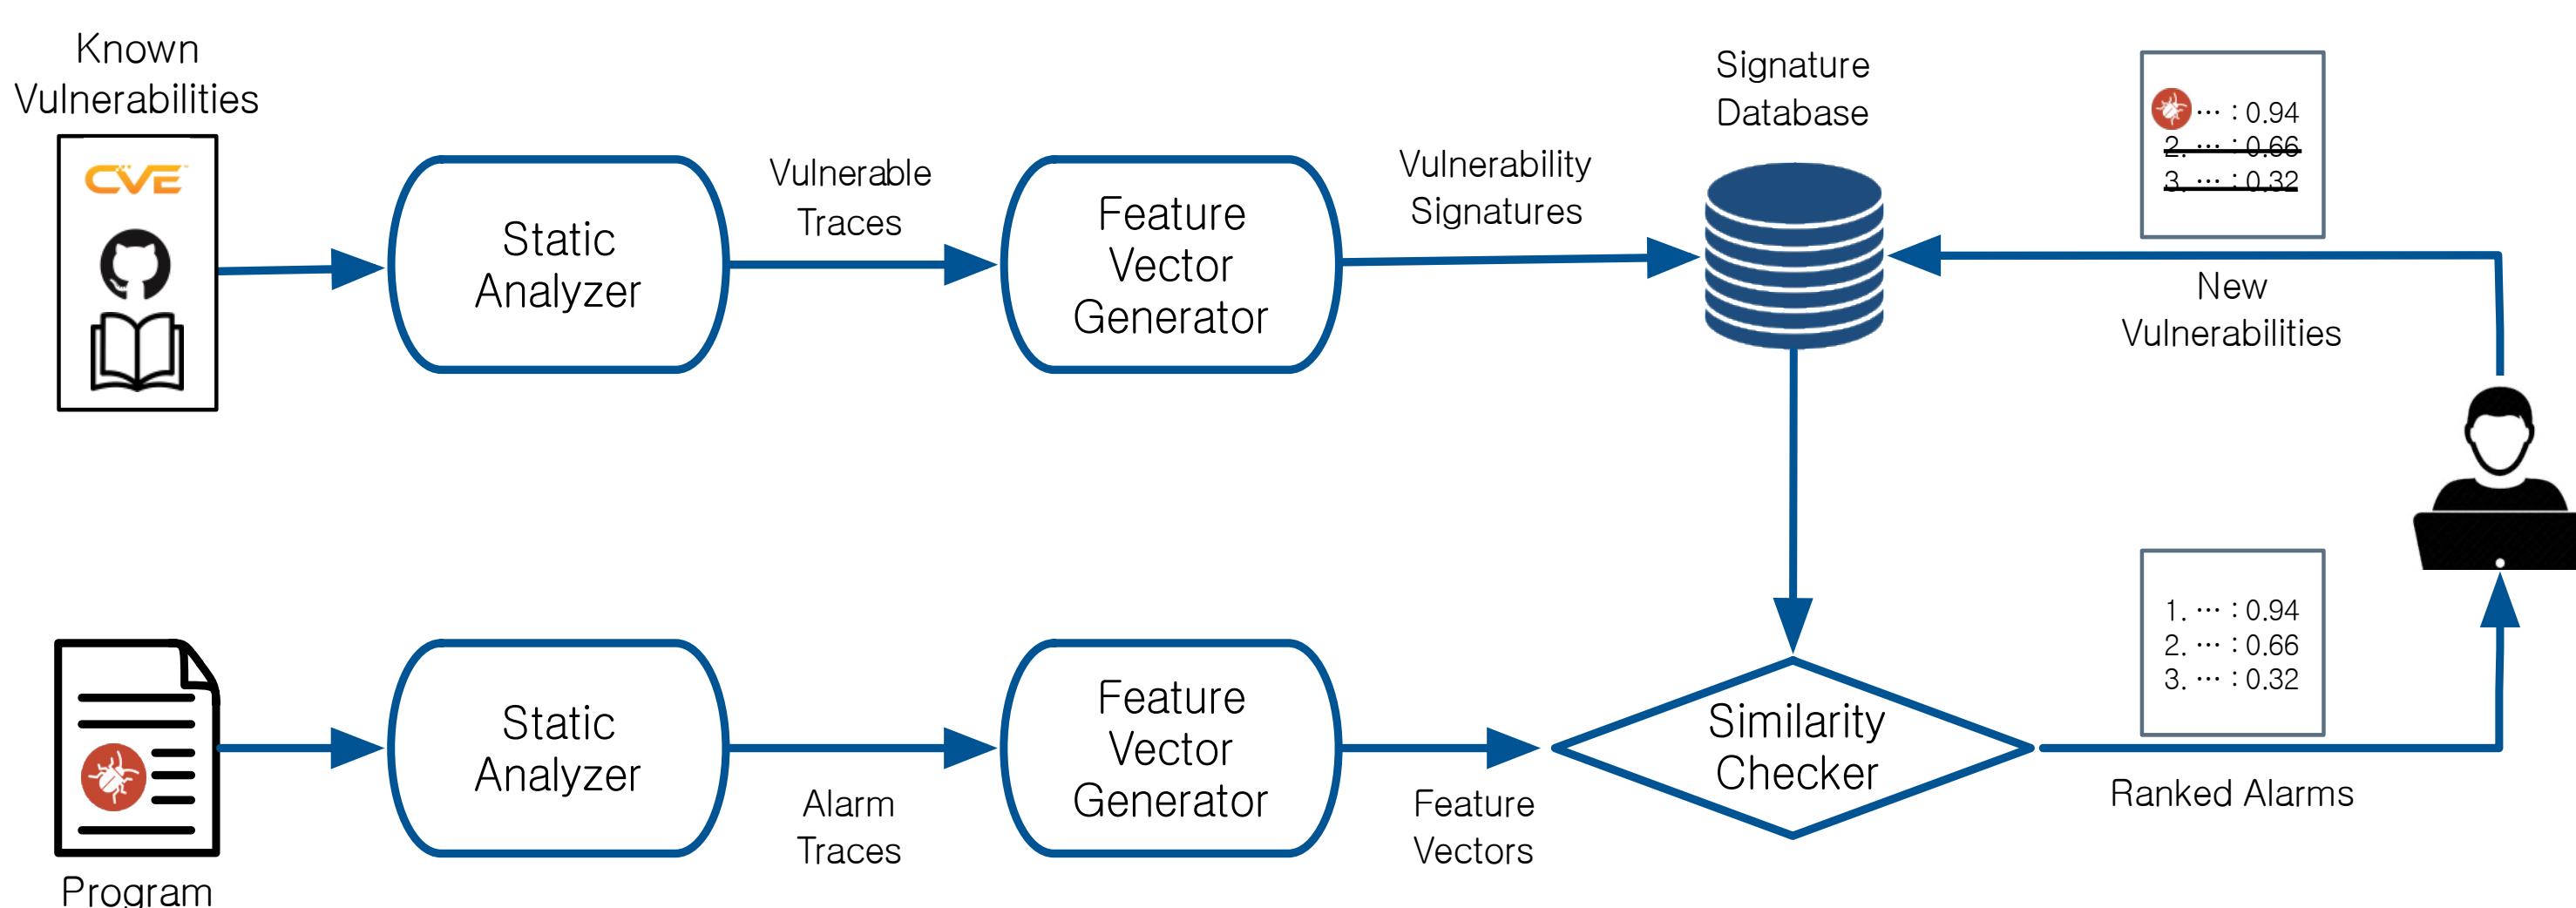 Known
Vulnerabilities
CVE
Static
Analyzer
Vulnerable
Traces
Feature
Vector
Generator
Vulnerability
Signatures
Signature
Database
… : 0.94
2. … : 0.66
3. … : 0.32
New
Vulnerabilities
Program
Static
Analyzer
Alarm
Traces
Feature
Vector
Generator
Feature
Vectors
Similarity
Checker
1. … : 0.94
2. … : 0.66
3. … : 0.32
Ranked Alarms